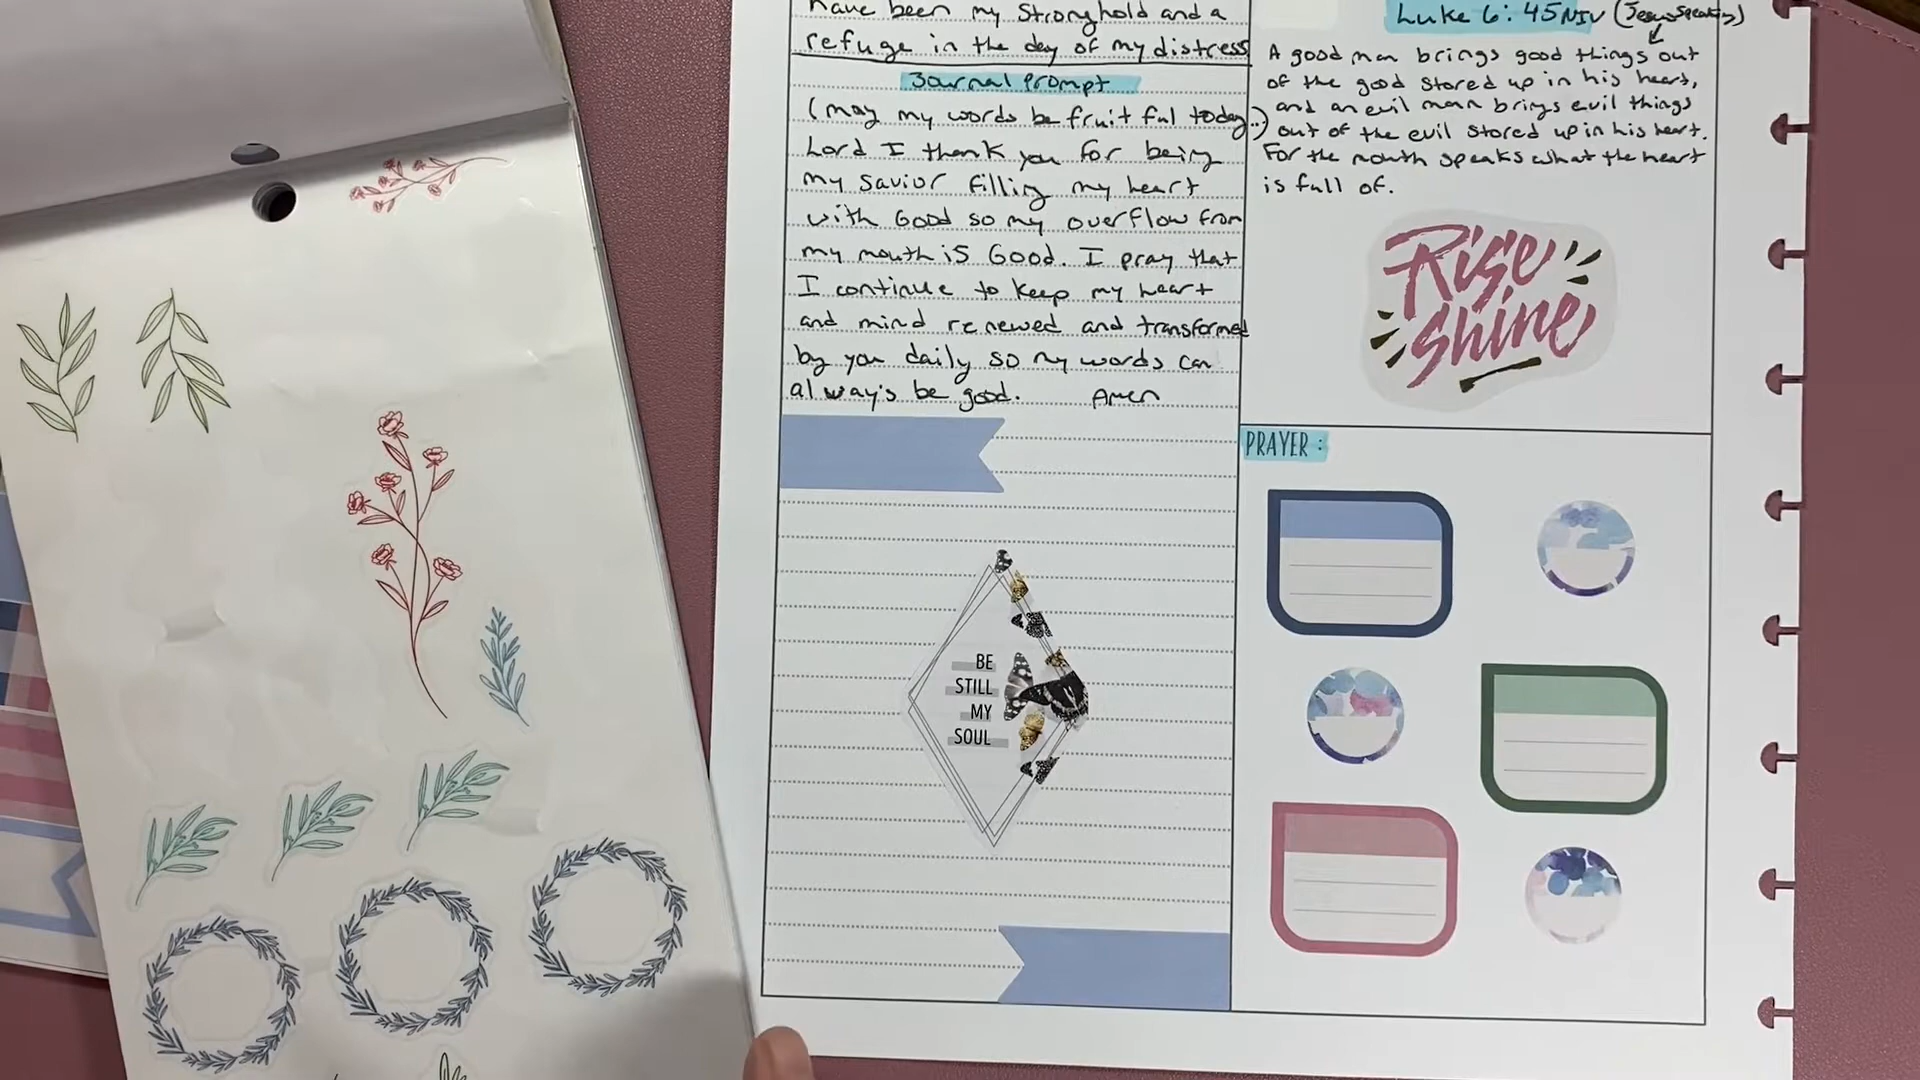 have been my stronghold and a
refuge in the day of my distress
Journal Prompt
(may my words be fruit ful today..)
Lord I thank you for being
my savior filling my heart
with Good so my overflow from
my mouth is Good. I pray that
I continue to keep my heart
and mind renewed and transformed
by you daily so my words can
always be good. Amen
BE
STILL
MY
SOUL
Luke 6:45 NIV (Jesus speaking)
A good man brings good things out
of the good stored up in his heart,
and an evil man brings evil things
out of the evil stored up in his heart.
For the mouth speaks what the heart
is full of.
Rise
shine
PRAYER: